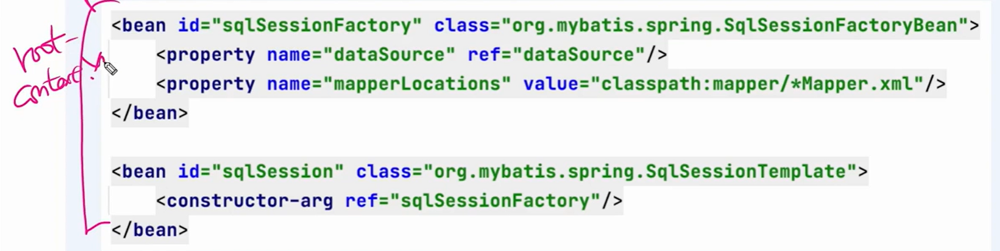 <bean id="sqlSessionFactory" class="org.mybatis.spring.SqlSessionFactoryBean">
<property name="dataSource" ref="dataSource"/>
<property name="mapperLocations" value="classpath:mapper/*Mapper.xml"/>
</bean>
<bean id="sqlSession" class="org.mybatis.spring.SqlSessionTemplate">
<constructor-arg ref="sqlSessionFactory"/>
</bean>
root-